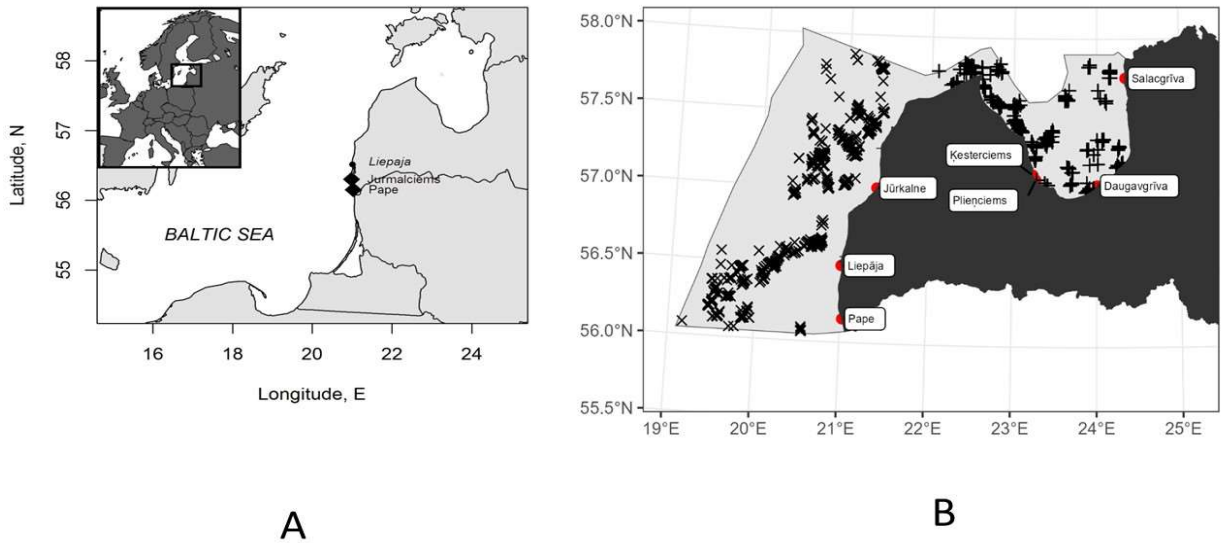 58
57
56
55
Latitude, N
Liepaja
Jurmalciems
Pape
BALTIC SEA
16
18
20
22
24
Longitude, E
A
58.0°N
57.5°N
57.0°N
56.5°N
56.0°N
55.5°N
Salacgrīva
Ķesterciems
Jūrkalne
Plieņciems
Daugavgrīva
Liepāja
Pape
19°E
20°E
21°E
22°E
23°E
24°E
25°E
B